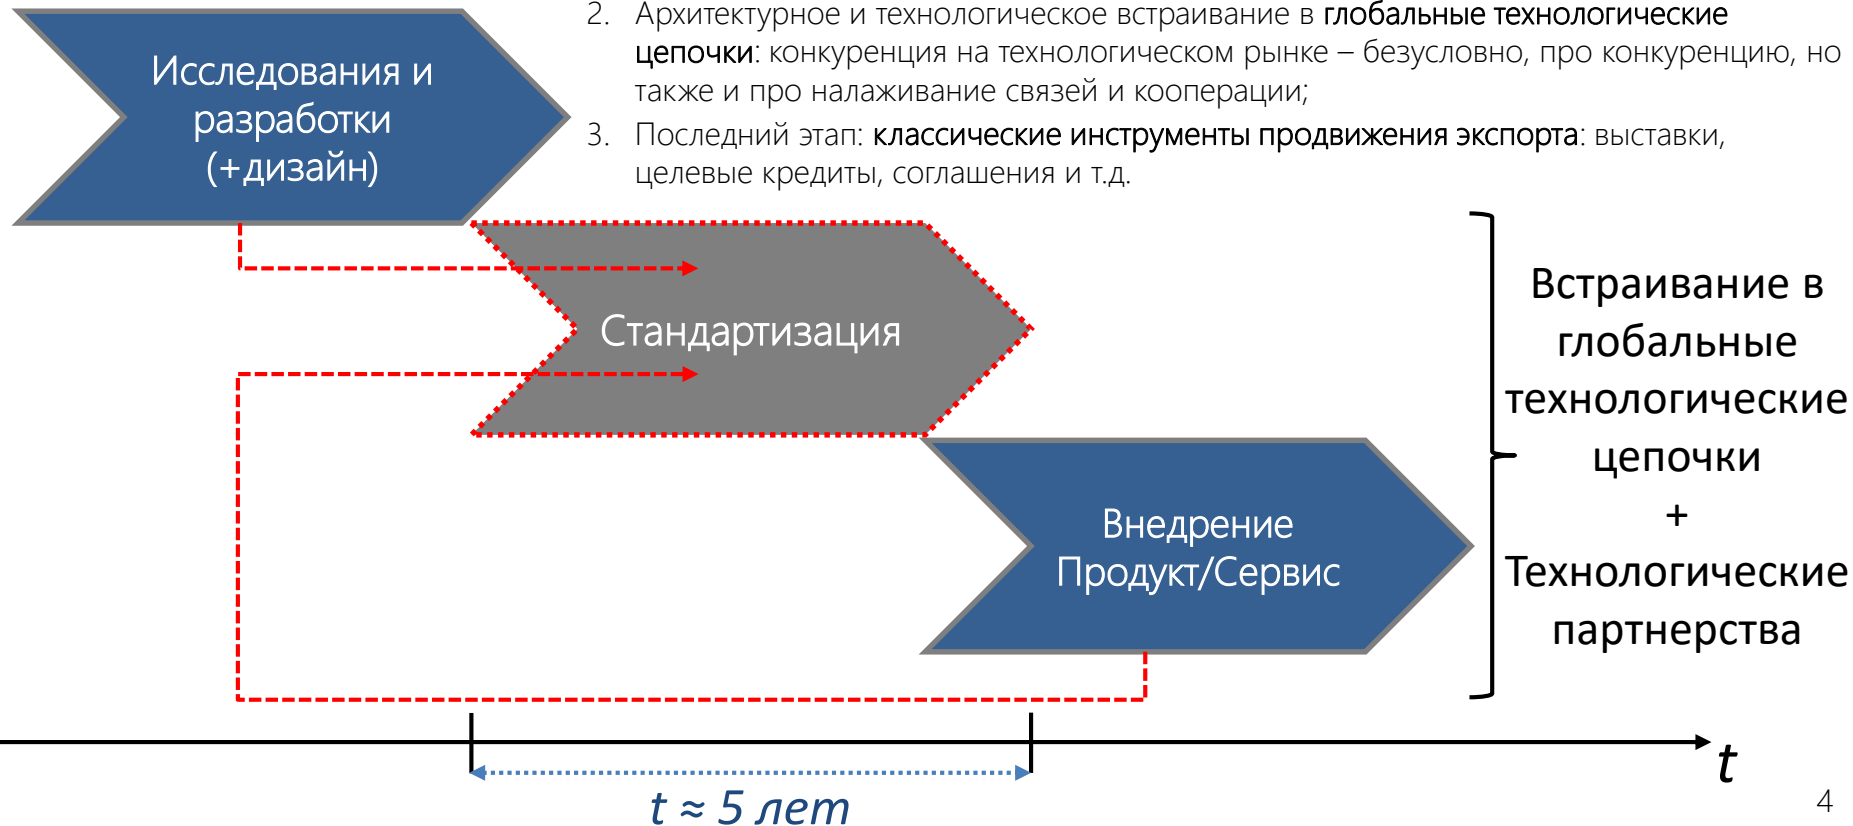 2. Архитектурное и технологическое встраивание в глобальные технологические
цепочки: конкуренция на технологическом рынке – безусловно, про конкуренцию, но
также и про налаживание связей и кооперации;
3. Последний этап: классические инструменты продвижения экспорта: выставки,
целевые кредиты, соглашения и т.д.
Исследования и
разработки
(+дизайн)
Стандартизация
Внедрение
Продукт/Сервис
Встраивание в
глобальные
технологические
цепочки
+
Технологические
партнерства
t
t ≈ 5 лет
4